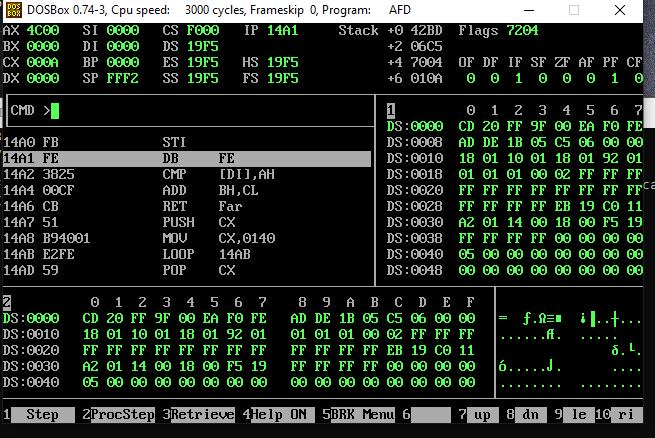 DOSBox 0.74-3, Cpu speed: 3000 cycles, Frameskip 0, Program: AFD
AX 4C00 SI 0000 CS F000 IP 14A1 Stack +0 42BD Flags 7204
BX 0000 DI 0000 DS 19F5 +2 06C5
CX 000A BP 0000 ES 19F5 HS 19F5 +4 7004 OF DF IF SF ZF AF PF CF
DX 0000 SP FFF2 SS 19F5 FS 19F5 +6 010A 0 0 1 0 0 0 1 0
CMD >
1 0 1 2 3 4 5 6 7
DS:0000 CD 20 FF 9F 00 EA F0 FE
DS:0008 AD DE 1B 05 C5 06 00 00
DS:0010 18 01 10 01 18 01 92 01
DS:0018 01 01 01 00 02 FF FF FF
DS:0020 FF FF FF FF FF FF FF FF
DS:0028 FF FF FF FF EB 19 C0 11
DS:0030 A2 01 14 00 18 00 F5 19
DS:0038 FF FF FF FF 00 00 00 00
DS:0040 05 00 00 00 00 00 00 00
DS:0048 00 00 00 00 00 00 00 00
14A0 FB STI
14A1 FE DB FE
14A2 3825 CMP [DI],AH
14A4 00CF ADD BH,CL
14A6 CB RET Far
14A7 51 PUSH CX
14A8 B94001 MOV CX,0140
14AB E2FE LOOP 14AB
14AD 59 POP CX
2 0 1 2 3 4 5 6 7 8 9 A B C D E F
DS:0000 CD 20 FF 9F 00 EA F0 FE AD DE 1B 05 C5 06 00 00
DS:0010 18 01 10 01 18 01 92 01 01 01 01 00 02 FF FF FF
DS:0020 FF FF FF FF FF FF FF FF FF FF FF FF EB 19 C0 11
DS:0030 A2 01 14 00 18 00 F5 19 FF FF FF FF 00 00 00 00
DS:0040 05 00 00 00 00 00 00 00 00 00 00 00 00 00 00 00
= ƒ.Ω≡■ ¡▐..┼...
......ff. .....
δ.└.
ó.....J. ....
........ ........
1 Step 2ProcStep 3Retrieve 4Help ON 5BRK Menu 6 7 up 8 dn 9 le 10 ri